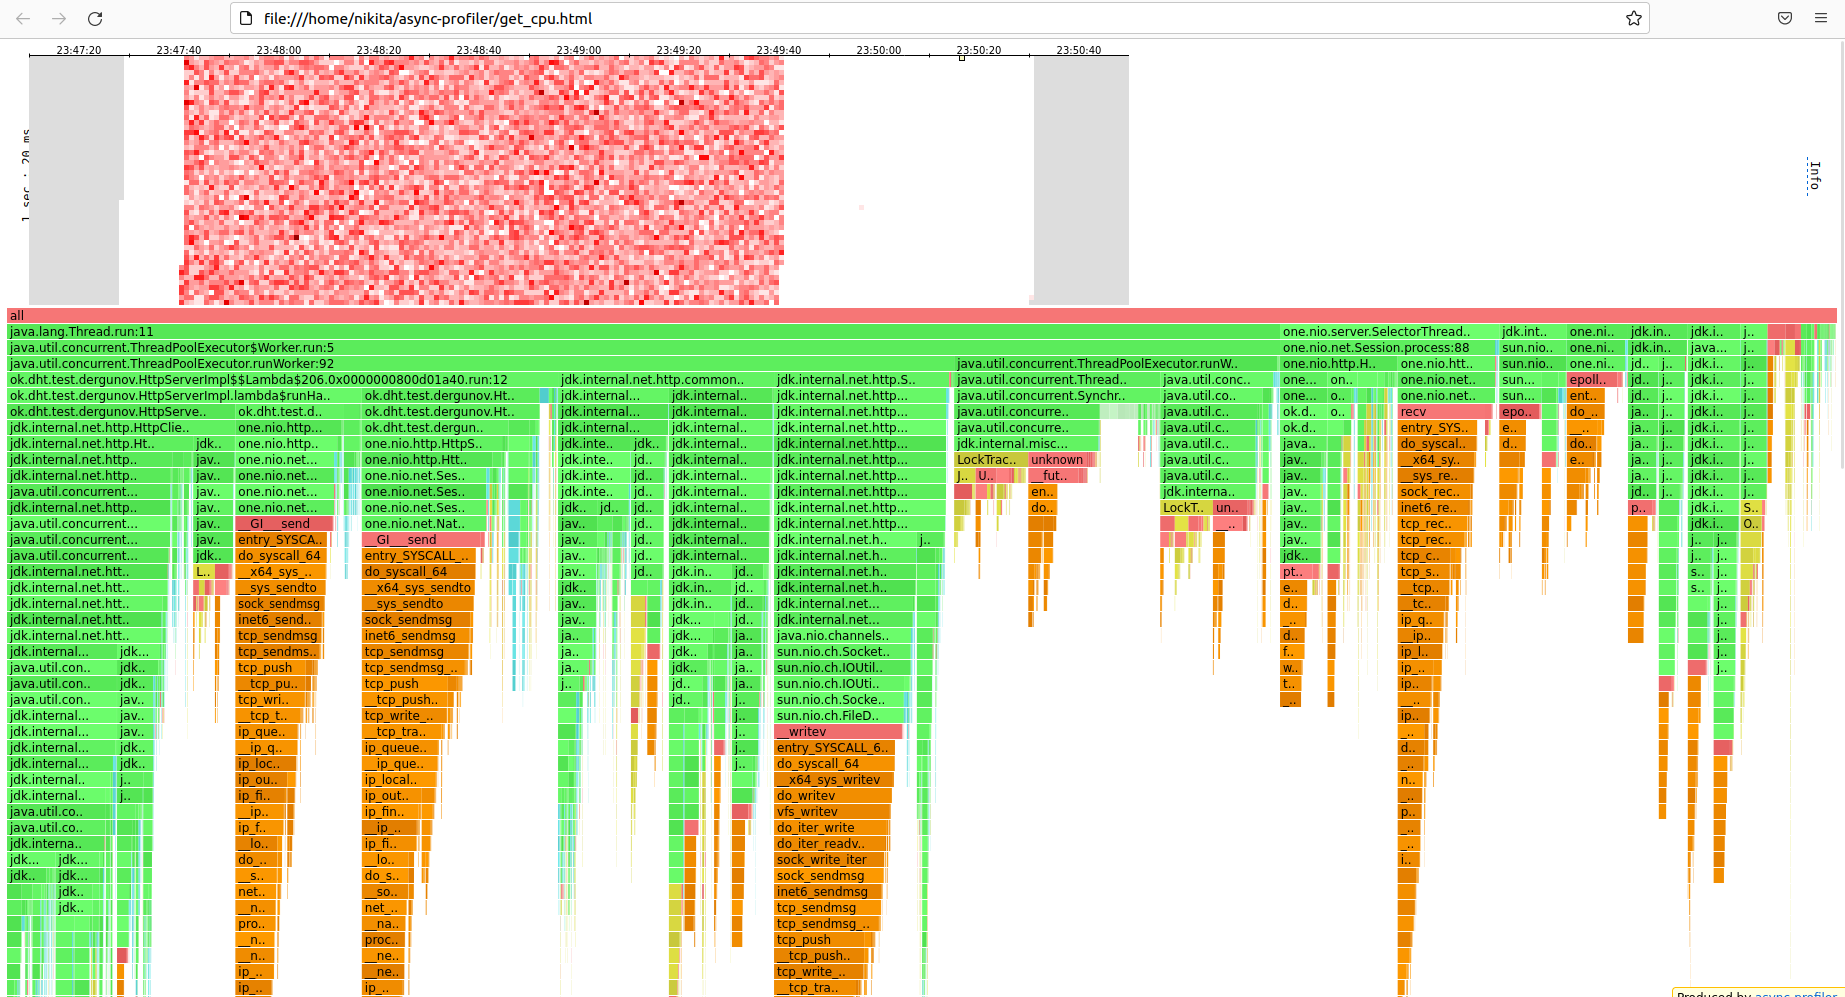 file:///home/nikita/async-profiler/get_cpu.html
23:47:20 23:47:40 23:48:00 23:48:20 23:48:40 23:49:00 23:49:20 23:49:40 23:50:00 23:50:20 23:50:40
1 sec : 20 ms
Info
all
java.lang.Thread.run:11 one.nio.server.SelectorThread.. jdk.int.. one.ni.. jdk.in.. jdk.i.. j..
java.util.concurrent.ThreadPoolExecutor$Worker.run:5 one.nio.net.Session.process:88 sun.nio.. one.ni.. jdk.in.. java... j..
java.util.concurrent.ThreadPoolExecutor.runWorker:92 java.util.concurrent.ThreadPoolExecutor.runW.. one.nio.http.H.. one.nio.htt.. sun.nio.. one.ni.. jd.. j.. jdk.i.. j..
ok.dht.test.dergunov.HttpServerImpl$$Lambda$206.0x0000000800d01a40.run:12 jdk.internal.net.http.common.. jdk.internal.net.http.S.. java.util.concurrent.Thread.. java.util.conc.. one... on.. one.nio.net.. sun... epoll.. jd.. j.. jdk.i.. j..
ok.dht.test.dergunov.HttpServerImpl.lambda$runHa.. ok.dht.test.dergunov.Ht.. jdk.internal... jdk.internal.. jdk.internal.net.http... java.util.concurrent.Synchr.. java.util.co.. one... o.. one.nio.net.. sun... ent.. jd.. j.. jdk.i.. j..
ok.dht.test.dergunov.HttpServe.. ok.dht.test.d.. ok.dht.test.dergunov.Ht.. jdk.internal... jdk.internal.. jdk.internal.net.http... java.util.concurre.. java.util.c.. ok.d.. o.. recv epo.. do_.. ja.. j.. jdk.i.. j..
jdk.internal.net.http.HttpClie.. one.nio.http... ok.dht.test.dergun.. jdk.internal... jdk.internal.. jdk.internal.net.http... java.util.concurre.. java.util.c.. ok.d.. entry_SYS.. e.. __.. ja.. j.. jdk.i.. j..
jdk.internal.net.http.Ht.. jdk.. one.nio.http.. one.nio.http.HttpS.. jdk.inte.. jdk.. jdk.internal.. jdk.internal.net.http... jdk.internal.misc... java.util.c.. java.. do_syscal.. d.. do.. ja.. j.. jdk.i.. j..
jdk.internal.net.http.. jav.. one.nio.net... one.nio.http.Htt.. jdk.inte.. jd.. jdk.internal.. jdk.internal.net.http... LockTrac.. unknown java.util.c.. jav.. __x64_sy.. e.. ja.. j.. jdk.i.. j..
jdk.internal.net.http.. jav.. one.nio.net... one.nio.net.Ses.. jdk.inte.. jd.. jdk.internal.. jdk.internal.net.http... J.. U.. __fut.. java.util.c.. jav.. __sys_re.. ja.. j.. jdk.i.. j..
java.util.concurrent... jav.. one.nio.net... one.nio.net.Ses.. jdk.inte.. jd.. jdk.internal.. jdk.internal.net.http... en.. jdk.interna.. jav.. sock_rec.. jd.. j.. jdk.i.. j..
jdk.internal.net.http.. jav.. one.nio.net... one.nio.net.Ses.. jdk.. jd.. jd.. jdk.internal.. jdk.internal.net.http... do.. LockT.. un.. jav.. inet6_re.. p.. jdk.i.. S..
java.util.concurrent... jav.. __GI___send one.nio.net.Nat.. jav.. jd.. jdk.internal.. jdk.internal.net.http... __.. jav.. tcp_rec.. jdk.i.. O..
java.util.concurrent... jav.. entry_SYSCA.. __GI___send jav.. jd.. jdk.internal.. jdk.internal.net.h.. j.. jav.. tcp_rec.. j.. j..
java.util.concurrent... jdk.. do_syscall_64 entry_SYSCALL_.. jav.. jd.. jdk.internal.. jdk.internal.net.h.. jdk.. tcp_c.. j.. j..
jdk.internal.net.htt.. L.. __x64_sys_.. do_syscall_64 jav.. jd.. jdk.in.. jd.. jdk.internal.net.h.. pt.. tcp_s.. s.. j..
jdk.internal.net.htt.. __sys_sendto __x64_sys_sendto jdk.. jdk.in.. jd.. jdk.internal.net.h.. e.. __tcp.. s.. j..
jdk.internal.net.htt.. sock_sendmsg __sys_sendto jav.. jdk.in.. jd.. jdk.internal.net... d.. __tc.. j..
jdk.internal.net.htt.. inet6_send.. sock_sendmsg jav.. jdk.. jd.. jdk.internal.net... __.. ip_q.. j..
jdk.internal.net.htt.. tcp_sendmsg inet6_sendmsg ja.. jdk... ja.. java.nio.channels.. d.. __ip.. j..
jdk.internal... jdk... tcp_sendms.. tcp_sendmsg ja.. jdk.. ja.. sun.nio.ch.Socket.. f.. ip_l.. j..
java.util.con.. jdk.. tcp_push tcp_sendmsg_.. ja.. jdk.. ja.. sun.nio.ch.IOUtil.. w.. ip_.. j..
java.util.con.. jdk.. __tcp_pu.. tcp_push j.. jd.. ja.. sun.nio.ch.IOUti.. t.. ip..
java.util.con.. jav.. tcp_wri.. __tcp_push.. jd.. j.. sun.nio.ch.Socke.. __..
jdk.internal... jav.. __tcp_t.. tcp_write_.. j.. sun.nio.ch.FileD.. ip..
jdk.internal... jav.. ip_que.. __tcp_tra.. j.. __writev
jdk.internal... jdk.. __ip_q.. ip_queue.. j.. entry_SYSCALL_6.. d..
jdk.internal.. jdk.. ip_loc.. __ip_que.. j.. do_syscall_64
jdk.internal.. j.. ip_ou.. ip_local.. __x64_sys_writev n..
jdk.internal.. j.. ip_fi.. ip_out.. do_writev
java.util.co.. __ip.. ip_fin.. vfs_writev p..
java.util.co.. ip_f.. __ip_.. do_iter_write
jdk.interna.. __lo.. ip_fi.. do_iter_readv..
jdk... jdk... do_.. __lo.. sock_write_iter i..
jdk.. jdk... __s.. do_s.. sock_sendmsg
jdk.. net.. __so.. inet6_sendmsg
jdk.. __n.. net_.. tcp_sendmsg
pro.. __na.. tcp_sendmsg_..
__n.. proc.. tcp_push
__n.. __ne.. __tcp_push..
ip_.. __ne.. tcp_write_..
ip_.. ip_.. __tcp_tra..
Produced by async-profiler